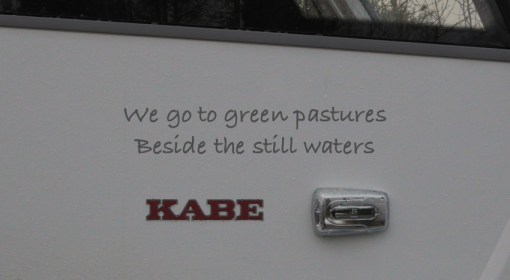 We go to green pastures
Beside the still waters
KABE